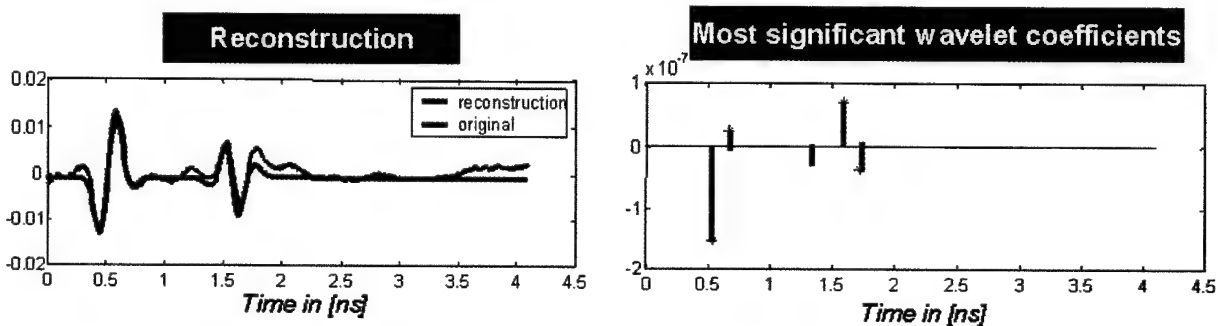 Reconstruction
0.02
0.01
0
-0.01
-0.02
0 0.5 1 1.5 2 2.5 3 3.5 4 4.5
Time in [ns]
reconstruction
original
Most significant wavelet coefficients
1 x 10-7
0
-1
-2
0 0.5 1 1.5 2 2.5 3 3.5 4 4.5
Time in [ns]